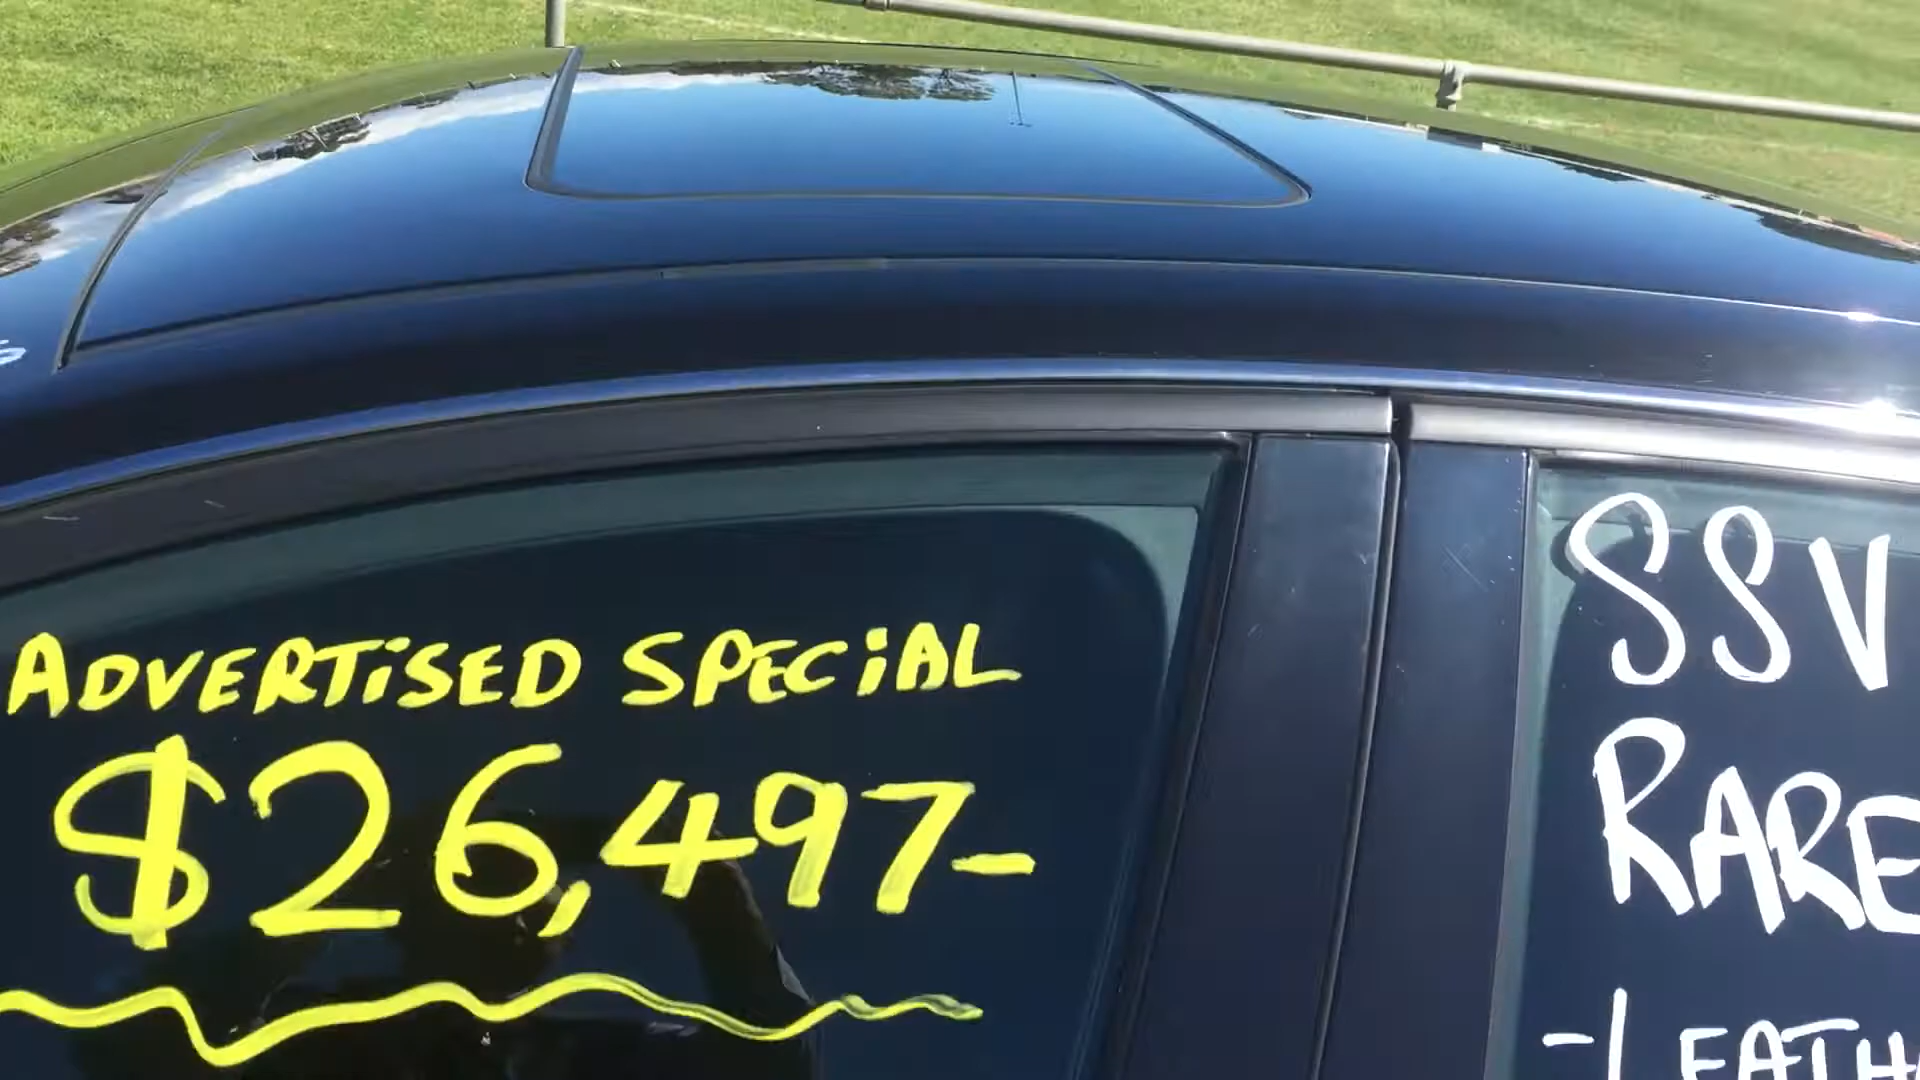 ADVERTISED SPECIAL
$26,497-
SSV
RARE